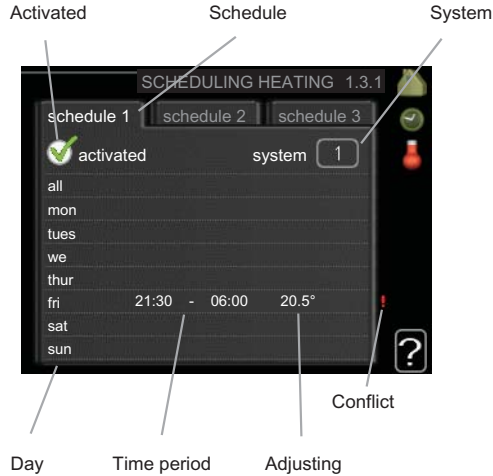 Activated Schedule System
SCHEDULING HEATING 1.3.1
schedule 1 schedule 2 schedule 3
activated system 1
all
mon
tues
we
thur
fri 21:30 - 06:00 20.5° !
sat
sun
?
Conflict
Day Time period Adjusting